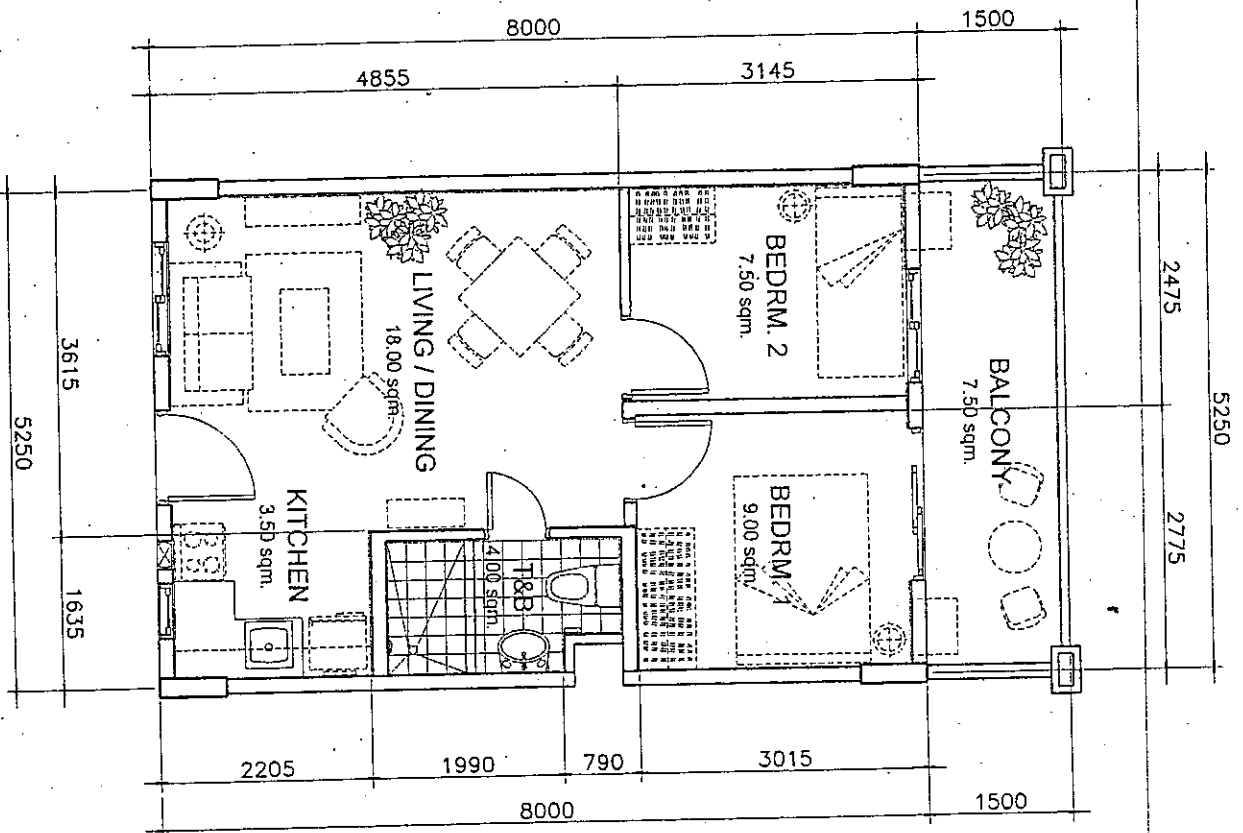 8000
1500
4855
3145
LIVING / DINING
18.00 sqm.
BEDRM. 2
7.50 sqm.
BALCONY
7.50 sqm.
KITCHEN
3.50 sqm.
T&B
4.00 sqm.
BEDRM. 1
9.00 sqm.
3615
1635
5250
2475
2775
5250
2205
1990
790
3015
8000
1500